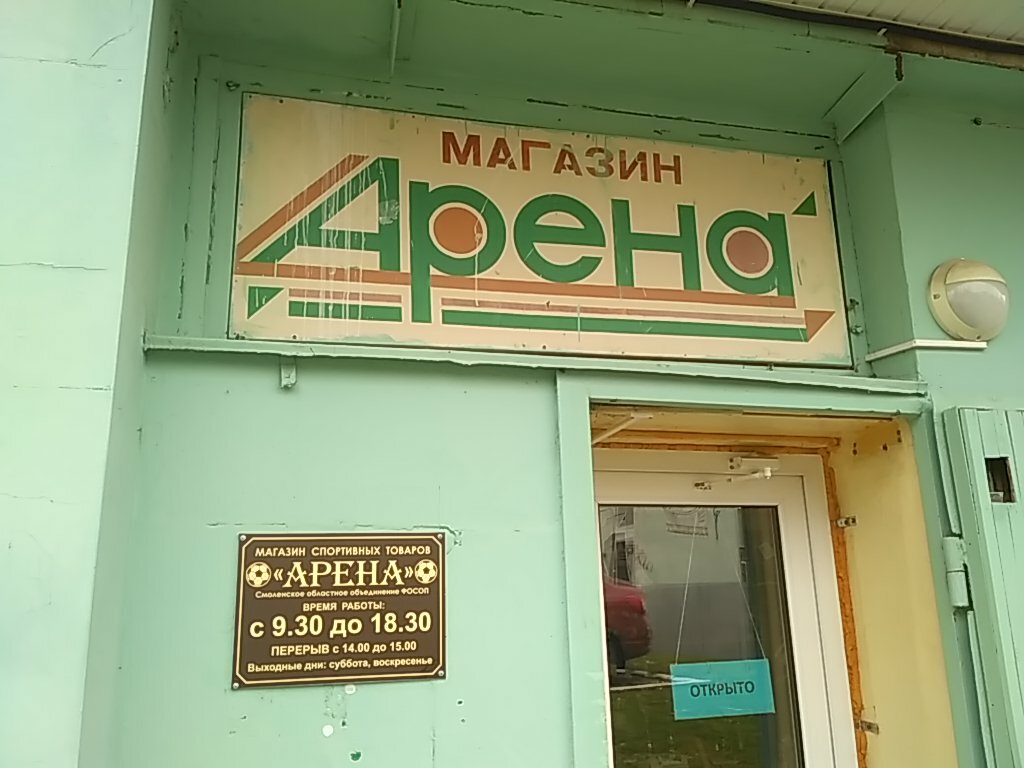 МАГАЗИН
Арена
МАГАЗИН СПОРТИВНЫХ ТОВАРОВ
«АРЕНА»
Смоленское областное объединение ФОСОП
ВРЕМЯ РАБОТЫ:
с 9.30 до 18.30
ПЕРЕРЫВ с 14.00 до 15.00
Выходные дни: суббота, воскресенье
ОТКРЫТО